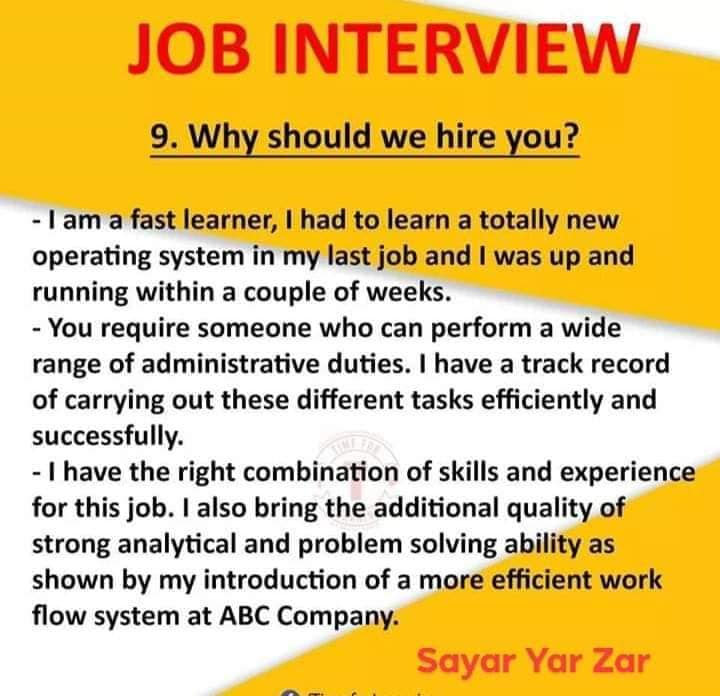 JOB INTERVIEW
9. Why should we hire you?
- I am a fast learner, I had to learn a totally new
operating system in my last job and I was up and
running within a couple of weeks.
- You require someone who can perform a wide
range of administrative duties. I have a track record
of carrying out these different tasks efficiently and
successfully.
- I have the right combination of skills and experience
for this job. I also bring the additional quality of
strong analytical and problem solving ability as
shown by my introduction of a more efficient work
flow system at ABC Company.
Sayar Yar Zar